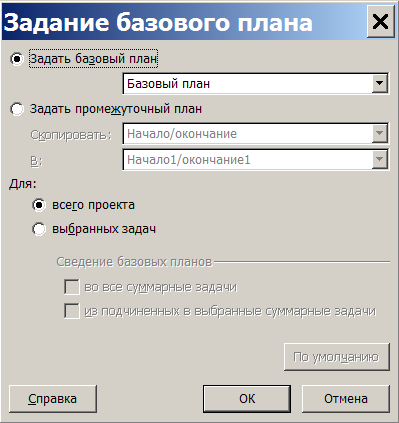 Задание базового плана
Задать базовый план
Базовый план
Задать промежуточный план
Скопировать: Начало/окончание
В: Начало1/окончание1
Для:
всего проекта
выбранных задач
Сведение базовых планов
во все суммарные задачи
из подчиненных в выбранные суммарные задачи
По умолчанию
Справка ОК Отмена